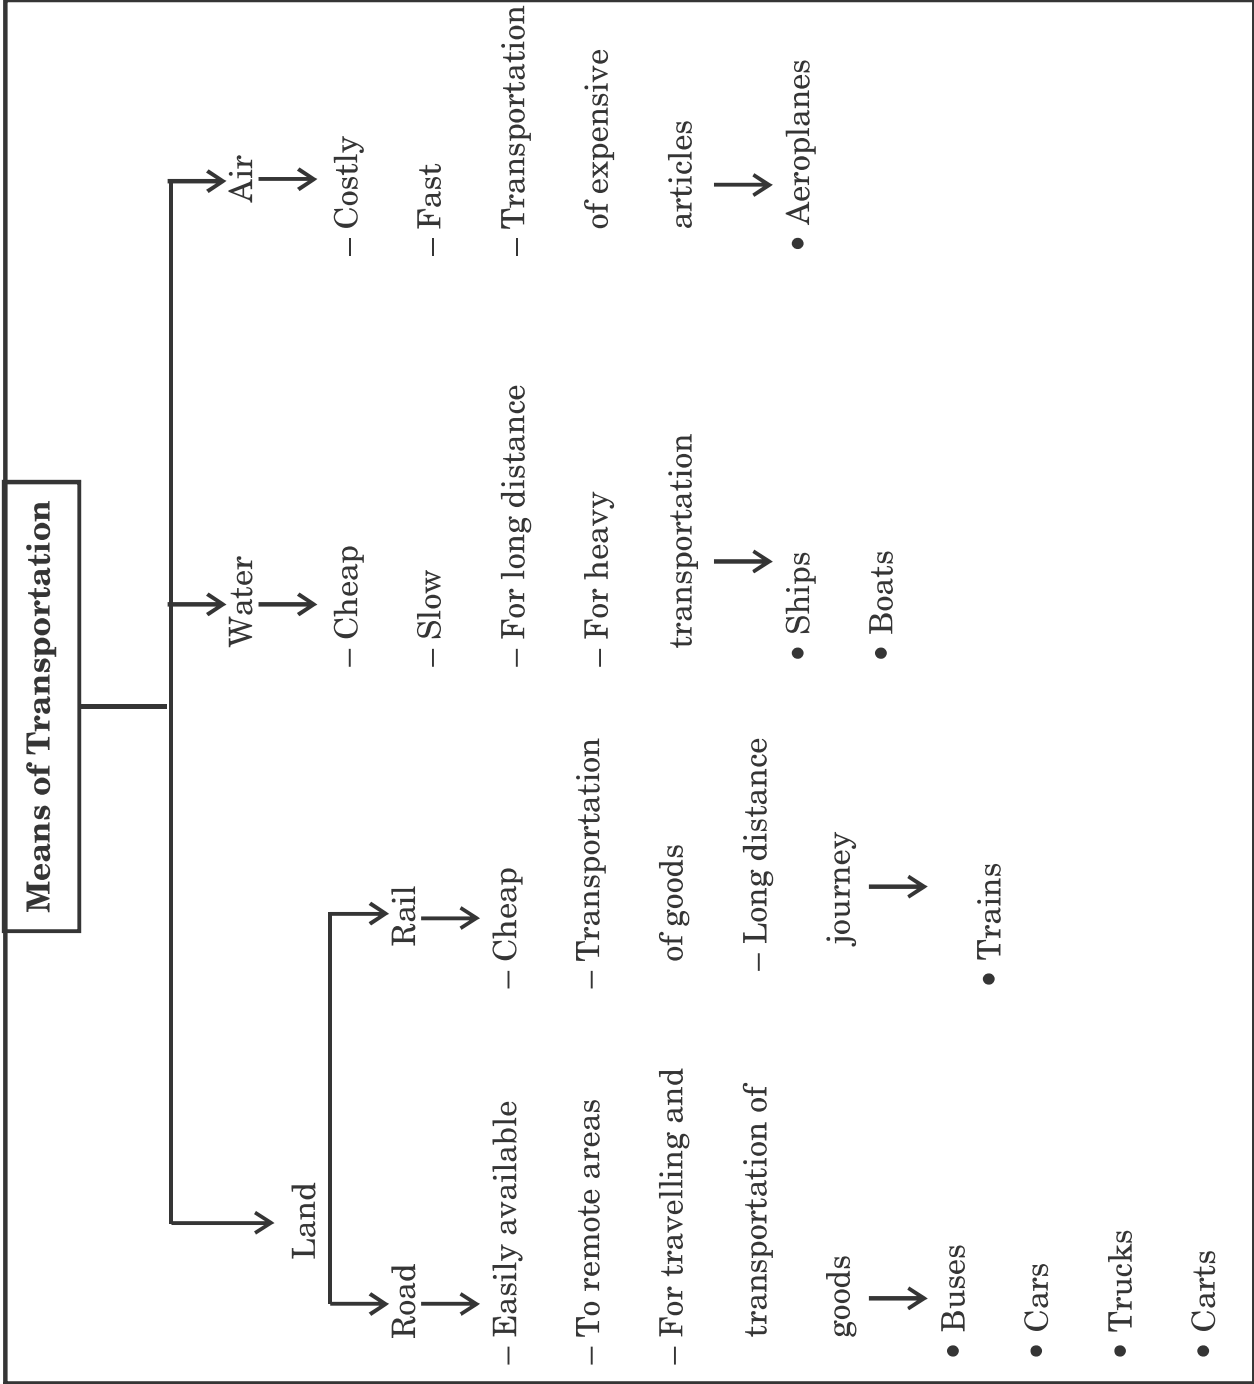 Means of Transportation
Land
Road
– Easily available
– To remote areas
– For travelling and
transportation of
goods
• Buses
• Cars
• Trucks
• Carts
Rail
– Cheap
– Transportation
of goods
– Long distance
journey
• Trains
Water
– Cheap
– Slow
– For long distance
– For heavy
transportation
• Ships
• Boats
Air
– Costly
– Fast
– Transportation
of expensive
articles
• Aeroplanes